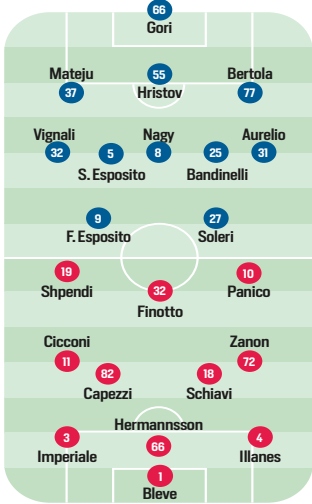 66
Gori
Mateju 55 Bertola
37 Hristov 77
Vignali Nagy Aurelio
32 5 8 25 31
S. Esposito Bandinelli
9 27
F. Esposito Soleri
19 10
Shpendi 32 Panico
Finotto
Cicconi Zanon
11 82 18 72
Capezzi Schiavi
Hermannsson
3 66 4
Imperiale Illanes
1
Bleve